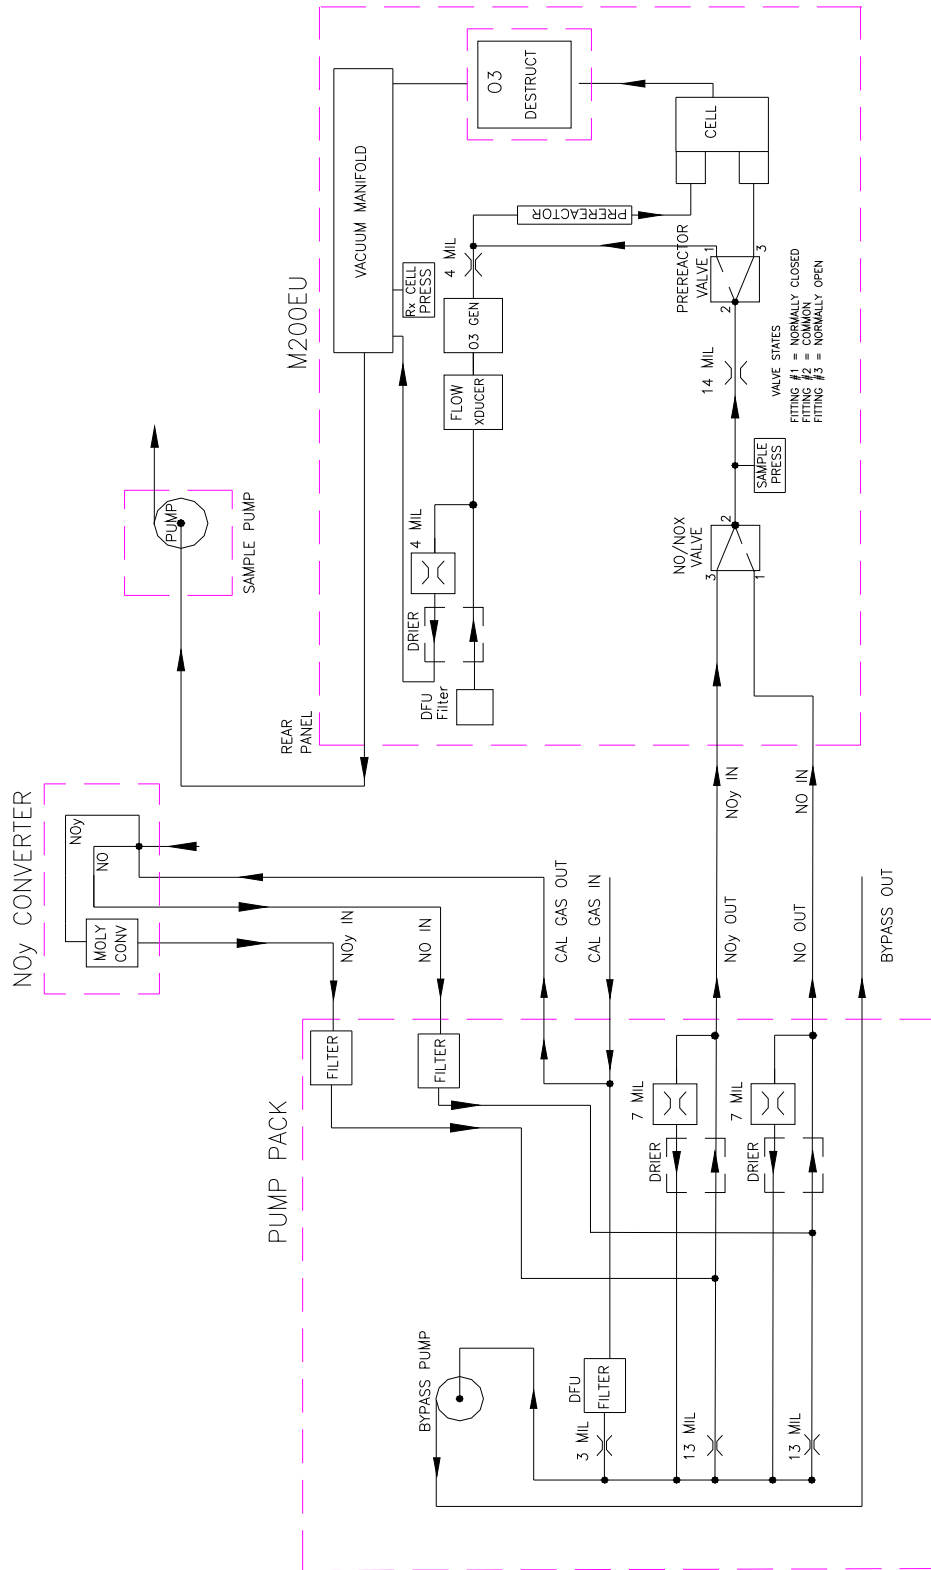 M200EU
O3
DESTRUCT
CELL
VACUUM MANIFOLD
PREREACTOR
Rx CELL
PRESS
4 MIL
O3 GEN
FLOW
XDUCER
PREREACTOR
VALVE
1
2
3
14 MIL
VALVE STATES
FITTING #1 = NORMALLY CLOSED
FITTING #2 = COMMON
FITTING #3 = NORMALLY OPEN
SAMPLE
PRESS
NO/NOX
VALVE
2
3
1
PUMP
SAMPLE PUMP
4 MIL
DRIER
DFU
Filter
REAR
PANEL
NOy CONVERTER
NOy
NO
MOLY
CONV
NOy IN
NO IN
CAL GAS OUT
CAL GAS IN
NOy IN
NOy OUT
NO IN
NO OUT
BYPASS OUT
PUMP PACK
FILTER
FILTER
7 MIL
DRIER
7 MIL
DRIER
BYPASS PUMP
DFU
FILTER
3 MIL
13 MIL
13 MIL